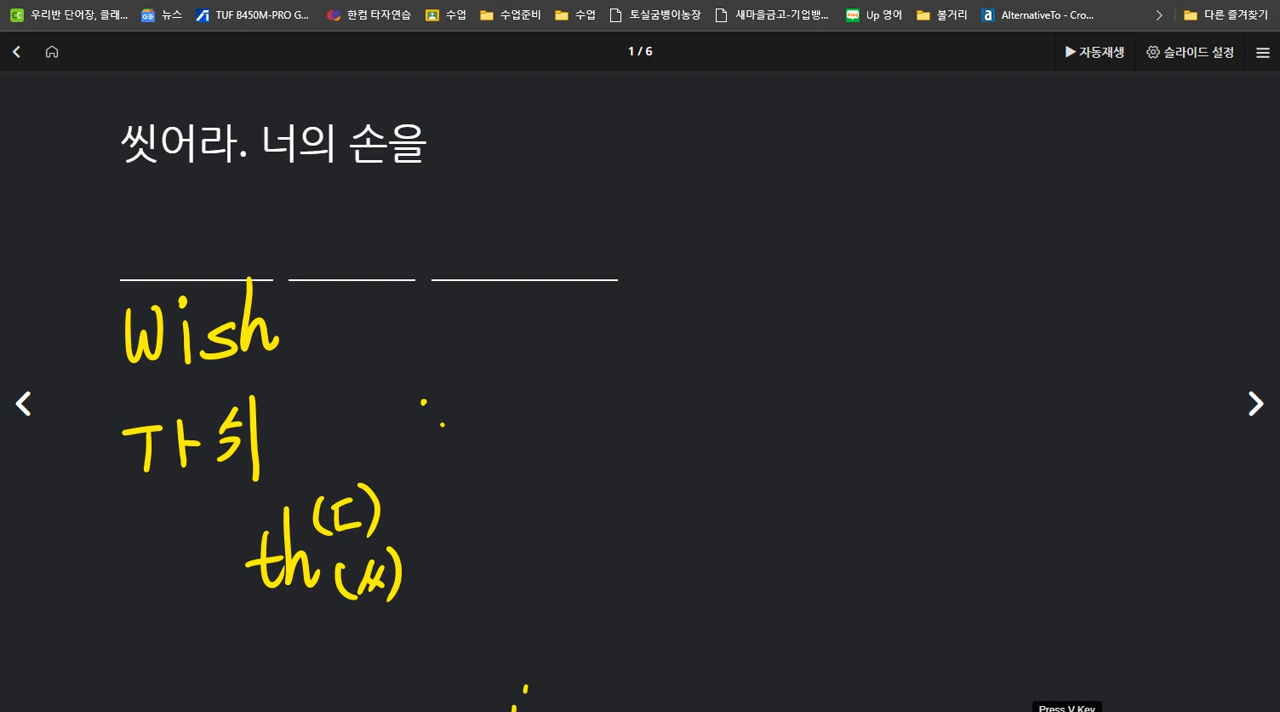 우리반 단어장, 클래... 뉴스 TUF B450M-PRO G... 한컴 타자연습 수업 수업준비 수업 토실굼벵이농장 새마을금고-기업뱅... Up 영어 볼거리 AlternativeTo - Cro... 다른 즐겨찾기
1 / 6 자동재생 슬라이드 설정
씻어라. 너의 손을
Wish
th (ㄷ)
(ㅆ)
Press V Key